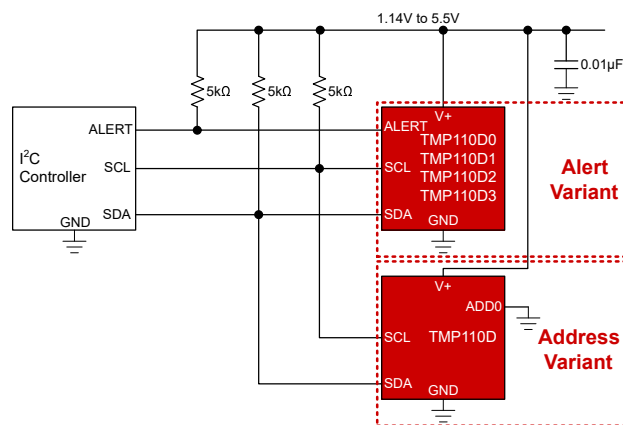 1.14V to 5.5V
0.01µF
5kΩ
5kΩ
5kΩ
I²C
Controller
ALERT
SCL
SDA
GND
V+
ALERT
SCL
SDA
GND
TMP110D0
TMP110D1
TMP110D2
TMP110D3
Alert
Variant
V+
ADD0
SCL
TMP110D
SDA
GND
Address
Variant